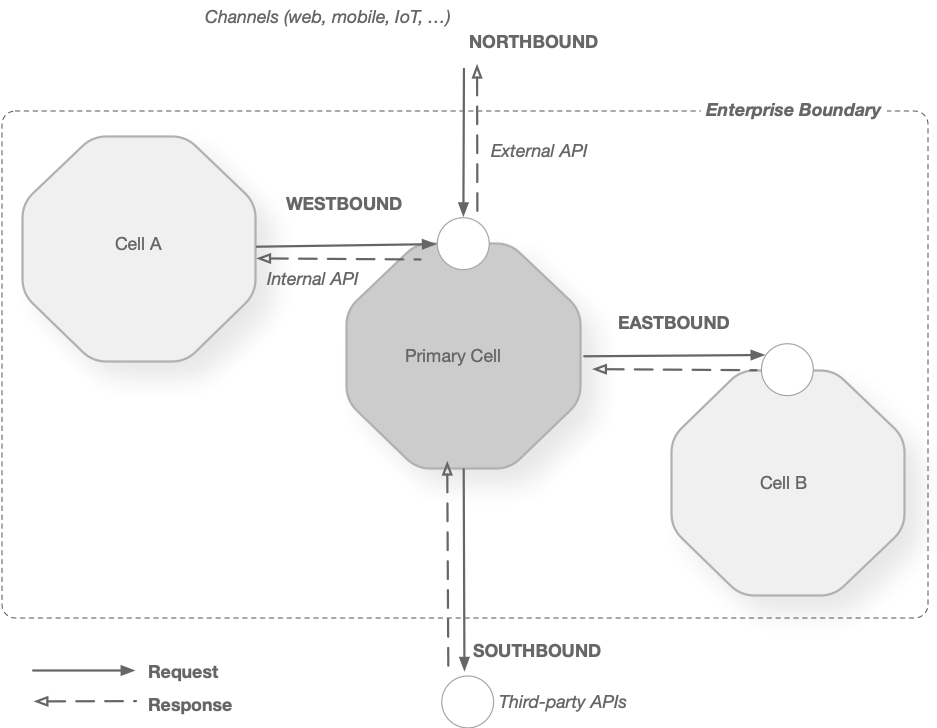 Channels (web, mobile, IoT, …)
NORTHBOUND
Enterprise Boundary
External API
WESTBOUND
Cell A
Internal API
EASTBOUND
Primary Cell
Cell B
SOUTHBOUND
Request
Third-party APIs
Response